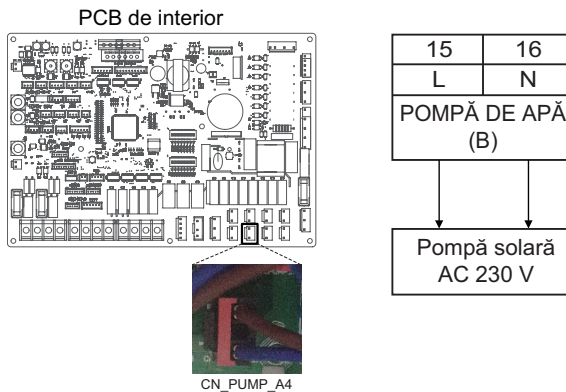 PCB de interior
15 16
L N
POMPĂ DE APĂ
(B)
Pompă solară
AC 230 V
CN_PUMP_A4